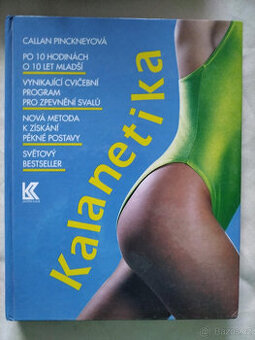 CALLAN PINCKNEYOVÁ
PO 10 HODINÁCH
O 10 LET MLADŠÍ
VYNIKAJÍCÍ CVIČEBNÍ
PROGRAM
PRO ZPEVNĚNÍ SVALŮ
NOVÁ METODA
K ZÍSKÁNÍ
PĚKNÉ POSTAVY
SVĚTOVÝ
BESTSELLER
Kalanetika